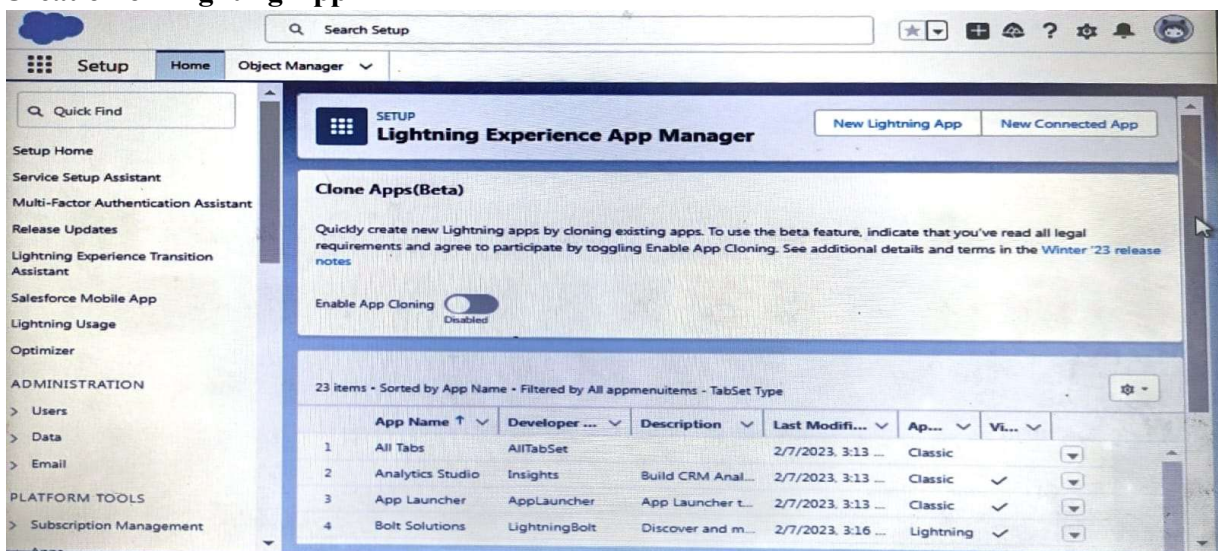 Search Setup
Setup Home Object Manager
Quick Find
Setup Home
Service Setup Assistant
Multi-Factor Authentication Assistant
Release Updates
Lightning Experience Transition
Assistant
Salesforce Mobile App
Lightning Usage
Optimizer
ADMINISTRATION
> Users
> Data
> Email
PLATFORM TOOLS
> Subscription Management
SETUP
Lightning Experience App Manager
New Lightning App New Connected App
Clone Apps(Beta)
Quickly create new Lightning apps by cloning existing apps. To use the beta feature, indicate that you've read all legal
requirements and agree to participate by toggling Enable App Cloning. See additional details and terms in the Winter '23 release
notes
Enable App Cloning
Disabled
23 items • Sorted by App Name • Filtered by All appmenuitems - TabSet Type
App Name ↑ Developer ... Description Last Modifi... Ap... Vi...
1 All Tabs AllTabSet 2/7/2023, 3:13 ... Classic
2 Analytics Studio Insights Build CRM Anal... 2/7/2023, 3:13 ... Classic ✓
3 App Launcher AppLauncher App Launcher t... 2/7/2023, 3:13 ... Classic ✓
4 Bolt Solutions LightningBolt Discover and m... 2/7/2023, 3:16 ... Lightning ✓